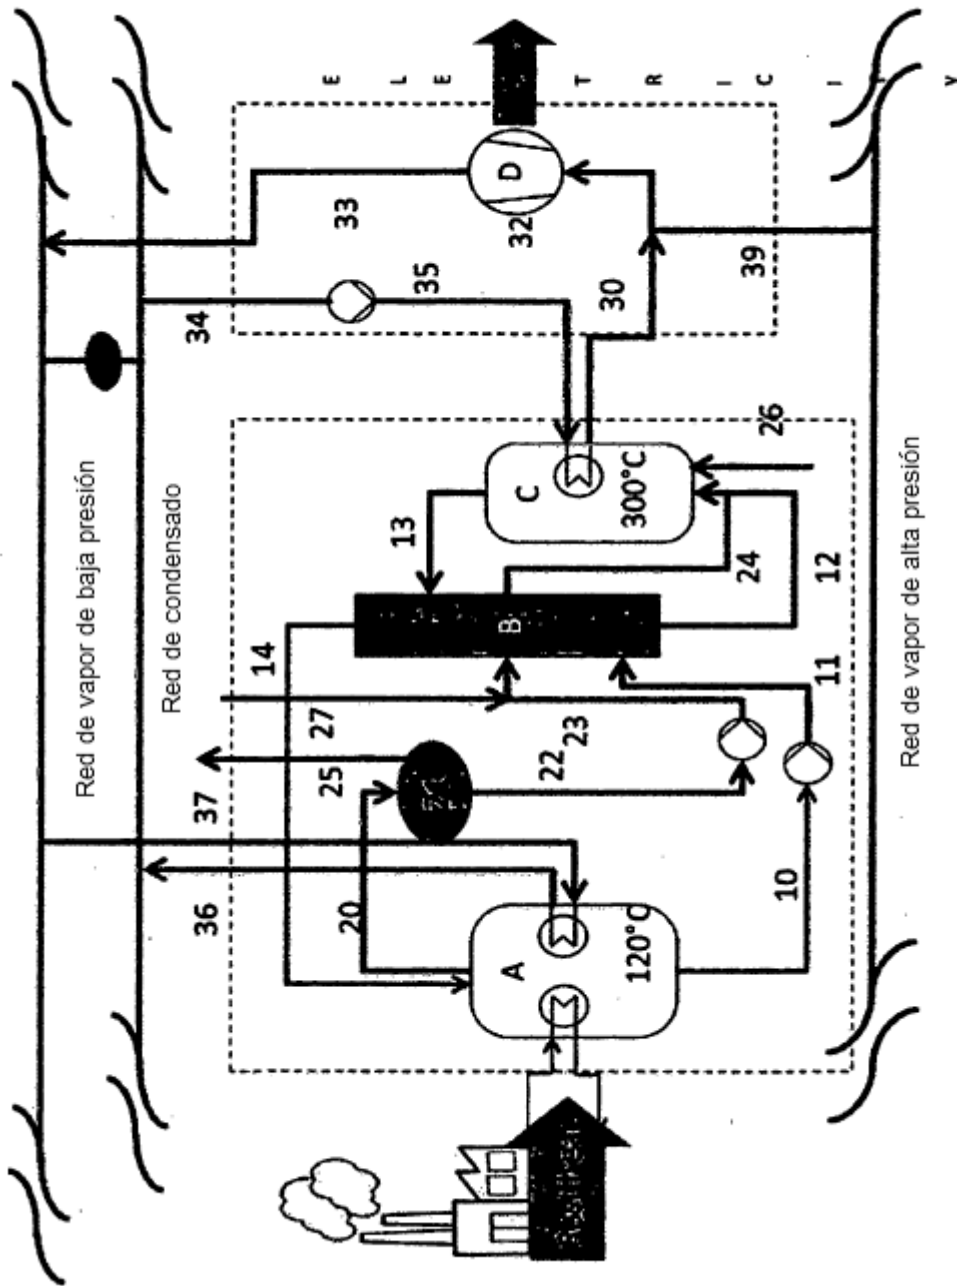 Red de vapor de baja presión
Red de condensado
37
36
14
27
25
20
22
23
13
34
35
33
32
D
30
39
C
300°C
26
24
12
B
11
10
A
120°C
Red de vapor de alta presión